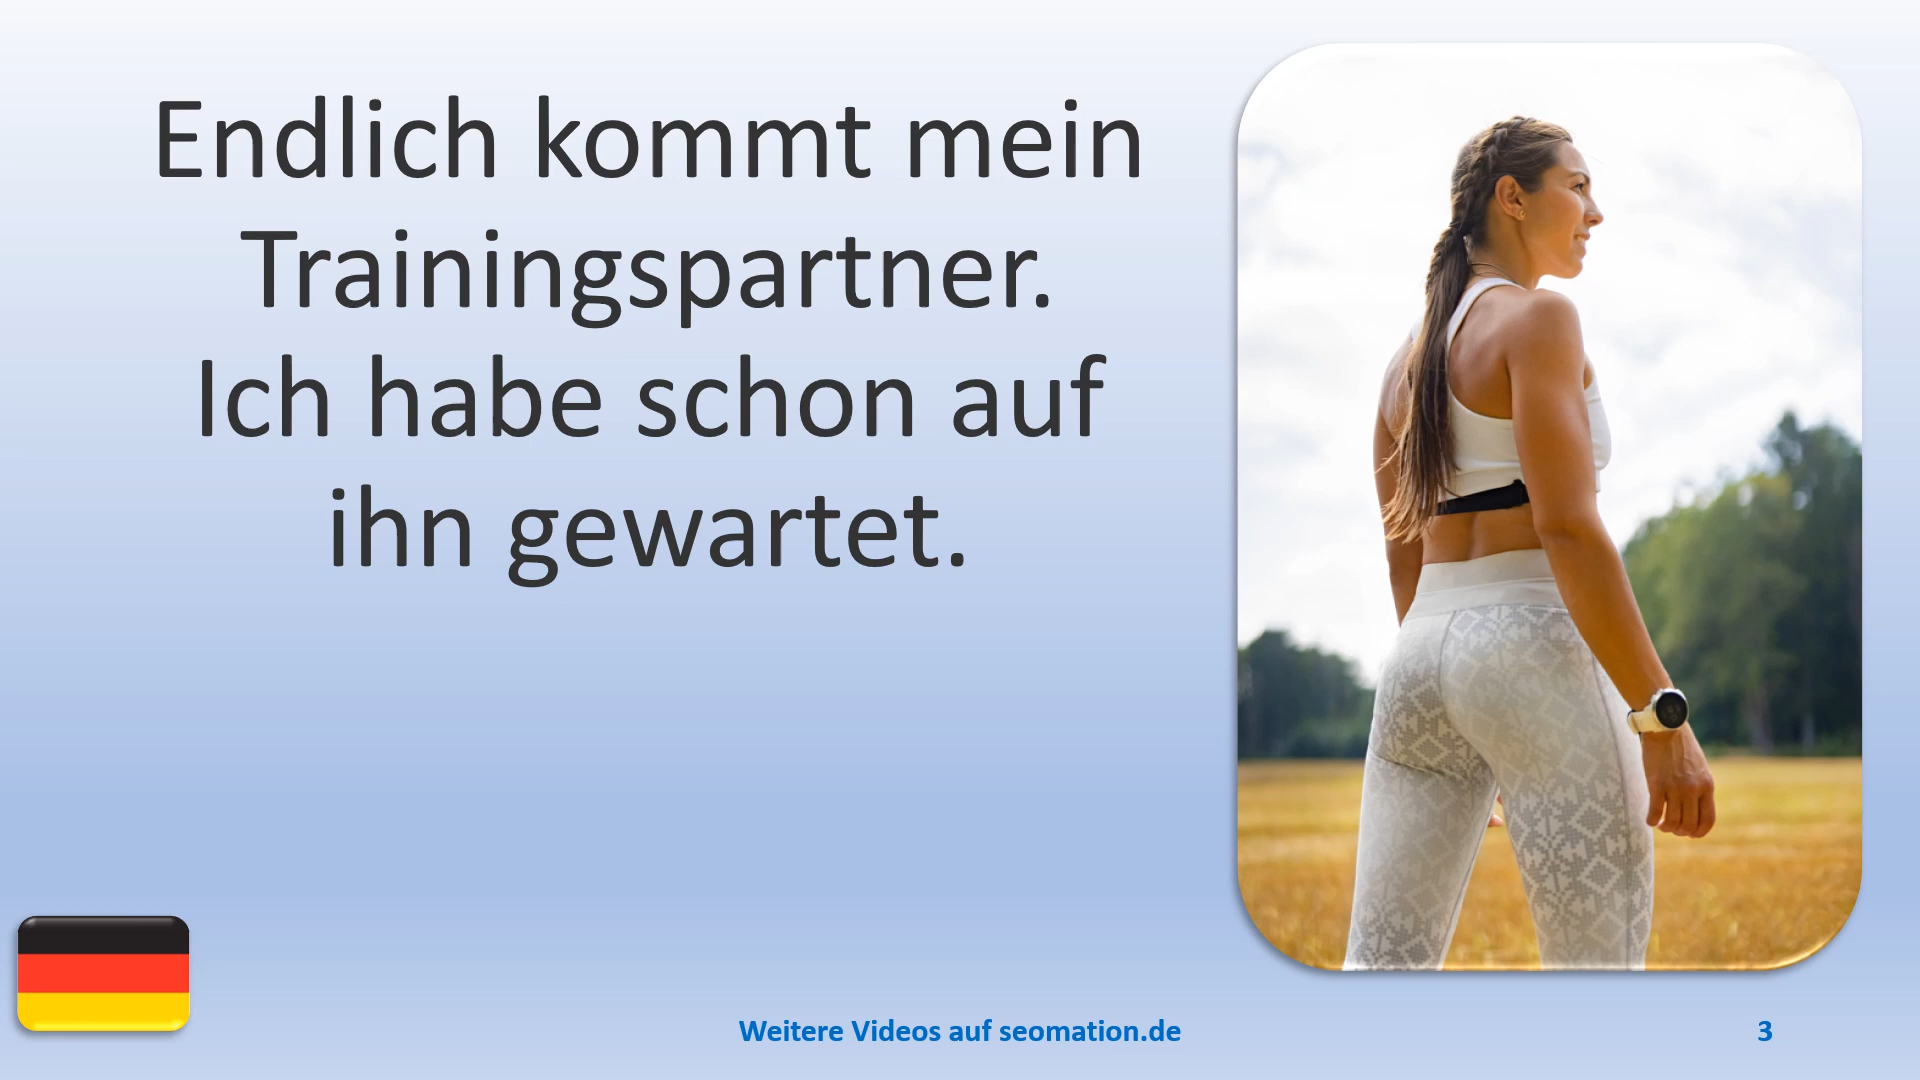 Endlich kommt mein
Trainingspartner.
Ich habe schon auf
ihn gewartet.
Weitere Videos auf seomation.de
3